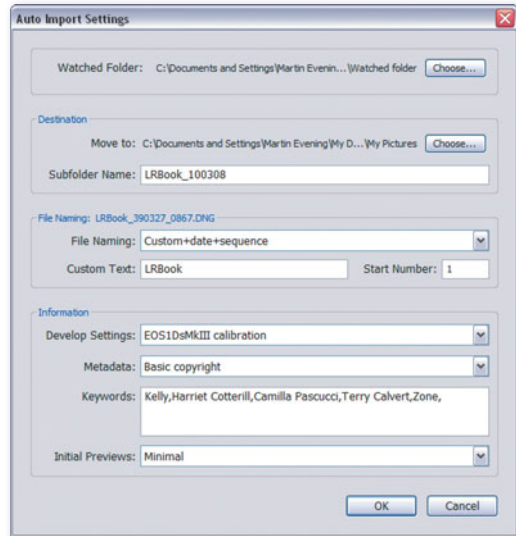 Auto Import Settings
Watched Folder: C:\Documents and Settings\Martin Evenin...\Watched folder Choose...
Destination
Move to: C:\Documents and Settings\Martin Evening\My D...\My Pictures Choose...
Subfolder Name: LRBook_100308
File Naming: LRBook_390327_0867.DNG
File Naming: Custom+date+sequence
Custom Text: LRBook Start Number: 1
Information
Develop Settings: EOS1DsMkIII calibration
Metadata: Basic copyright
Keywords: Kelly,Harriet Cotterill,Camilla Pascucci,Terry Calvert,Zone,
Initial Previews: Minimal
OK Cancel